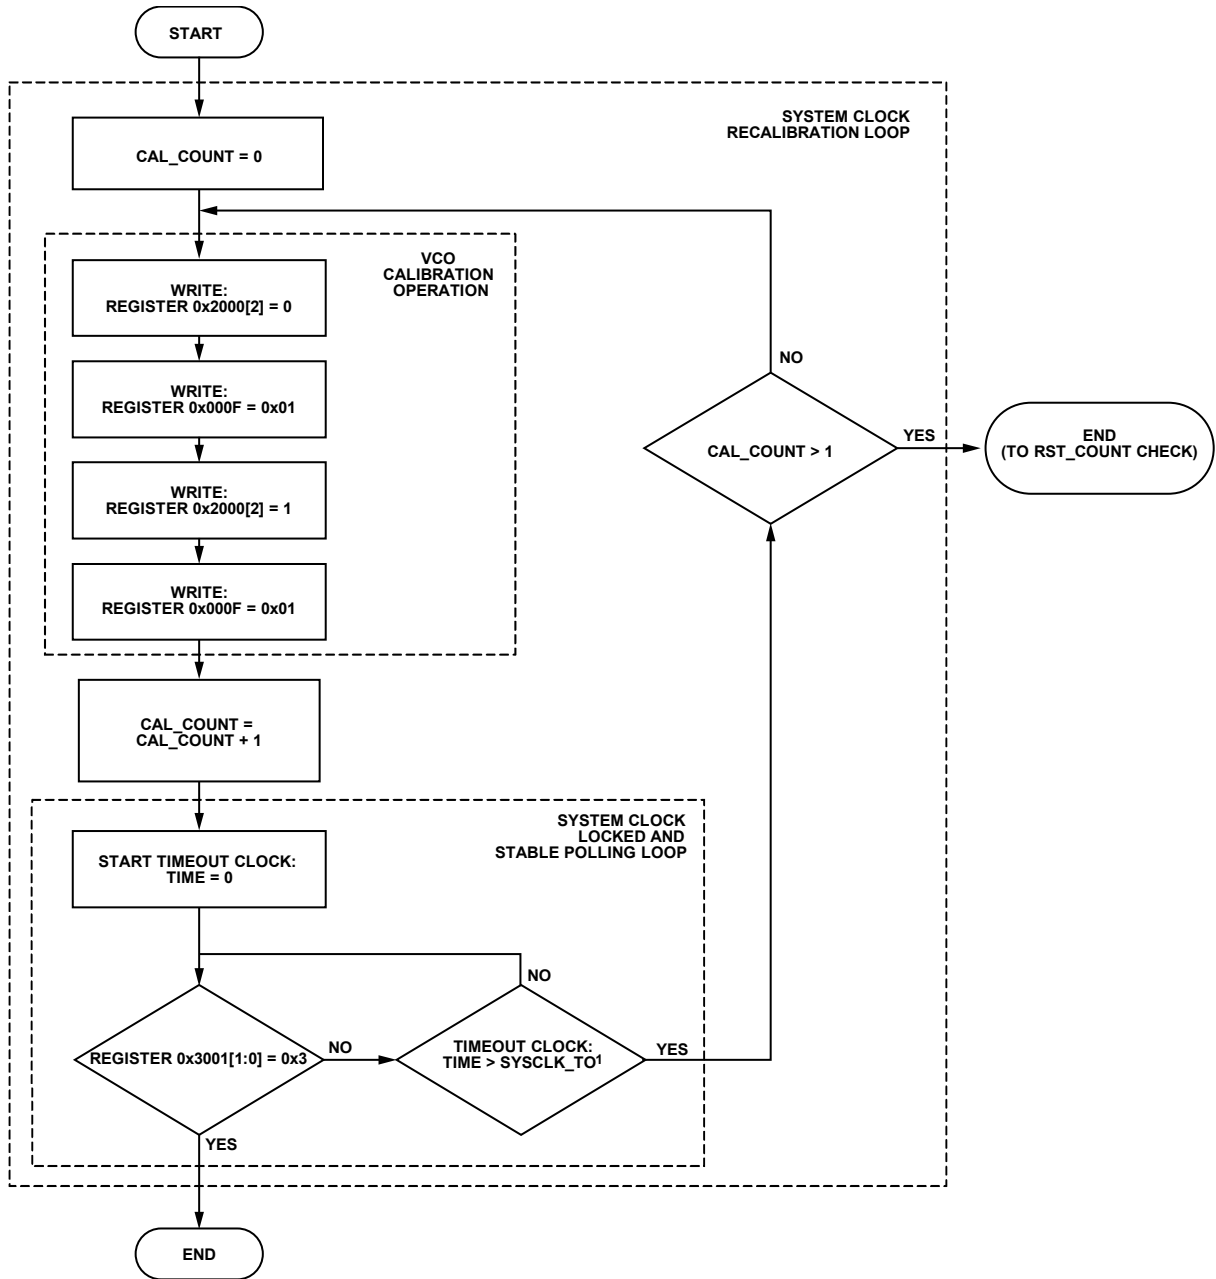 START
SYSTEM CLOCK
RECALIBRATION LOOP
CAL_COUNT = 0
VCO
CALIBRATION
OPERATION
WRITE:
REGISTER 0x2000[2] = 0
WRITE:
REGISTER 0x000F = 0x01
WRITE:
REGISTER 0x2000[2] = 1
WRITE:
REGISTER 0x000F = 0x01
NO
CAL_COUNT > 1
YES
END
(TO RST_COUNT CHECK)
CAL_COUNT =
CAL_COUNT + 1
SYSTEM CLOCK
LOCKED AND
STABLE POLLING LOOP
START TIMEOUT CLOCK:
TIME = 0
NO
REGISTER 0x3001[1:0] = 0x3
NO
TIMEOUT CLOCK:
TIME > SYSCLK_TO¹
YES
YES
END